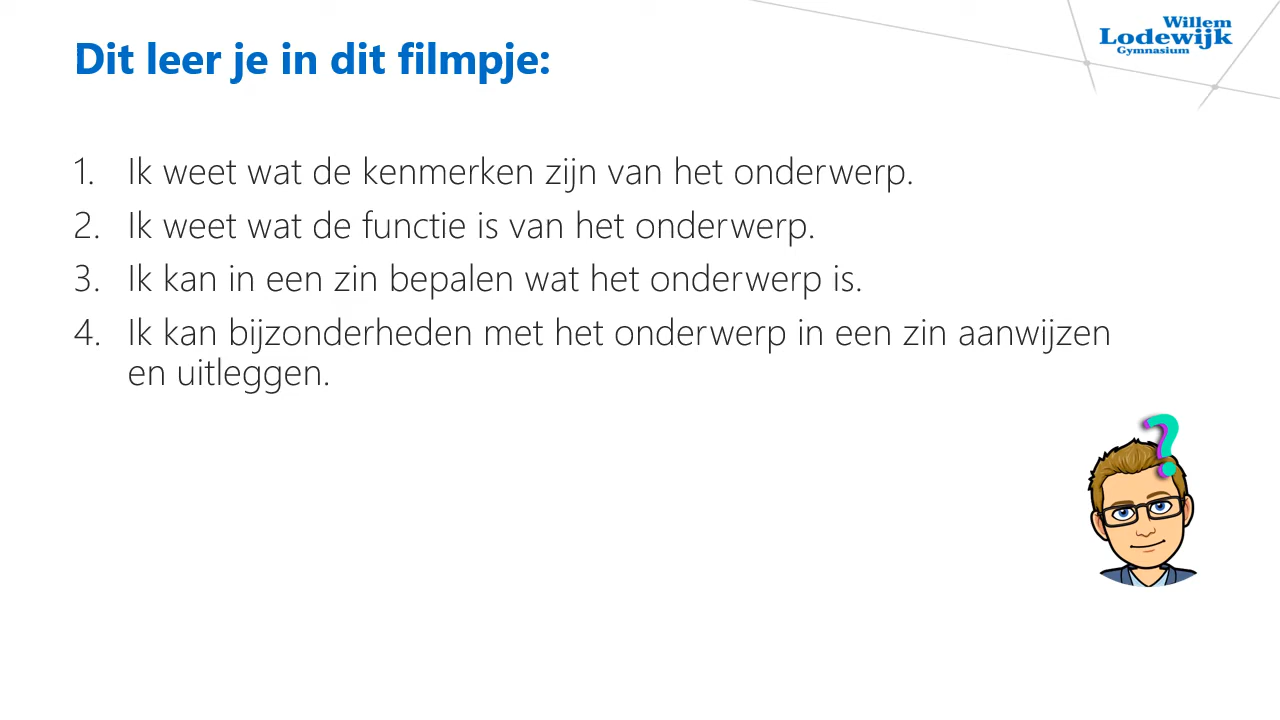 Dit leer je in dit filmpje:
Willem
Lodewijk
Gymnasium
1. Ik weet wat de kenmerken zijn van het onderwerp.
2. Ik weet wat de functie is van het onderwerp.
3. Ik kan in een zin bepalen wat het onderwerp is.
4. Ik kan bijzonderheden met het onderwerp in een zin aanwijzen
en uitleggen.
?